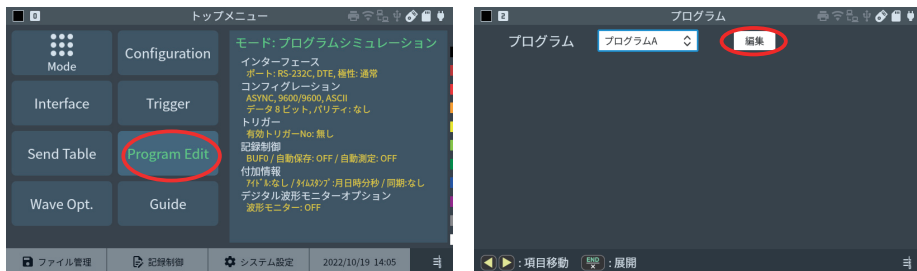 0 トップメニュー
Mode
Configuration
Interface
Trigger
Send Table
Program Edit
Wave Opt.
Guide
モード: プログラムシミュレーション
インターフェース
ポート: RS-232C, DTE, 極性: 通常
コンフィグレーション
ASYNC, 9600/9600, ASCII
データ 8 ビット, パリティ: なし
トリガー
有効トリガーNo: 無し
記録制御
BUF0 / 自動保存: OFF / 自動測定: OFF
付加情報
ｱｲﾄﾞﾙ:なし / ﾀｲﾑｽﾀﾝﾌﾟ:月日時分秒 / 同期:なし
デジタル波形モニターオプション
波形モニター: OFF
ファイル管理 記録制御 システム設定 2022/10/19 14:05
2 プログラム
プログラム プログラムA 編集
: 項目移動 END X : 展開